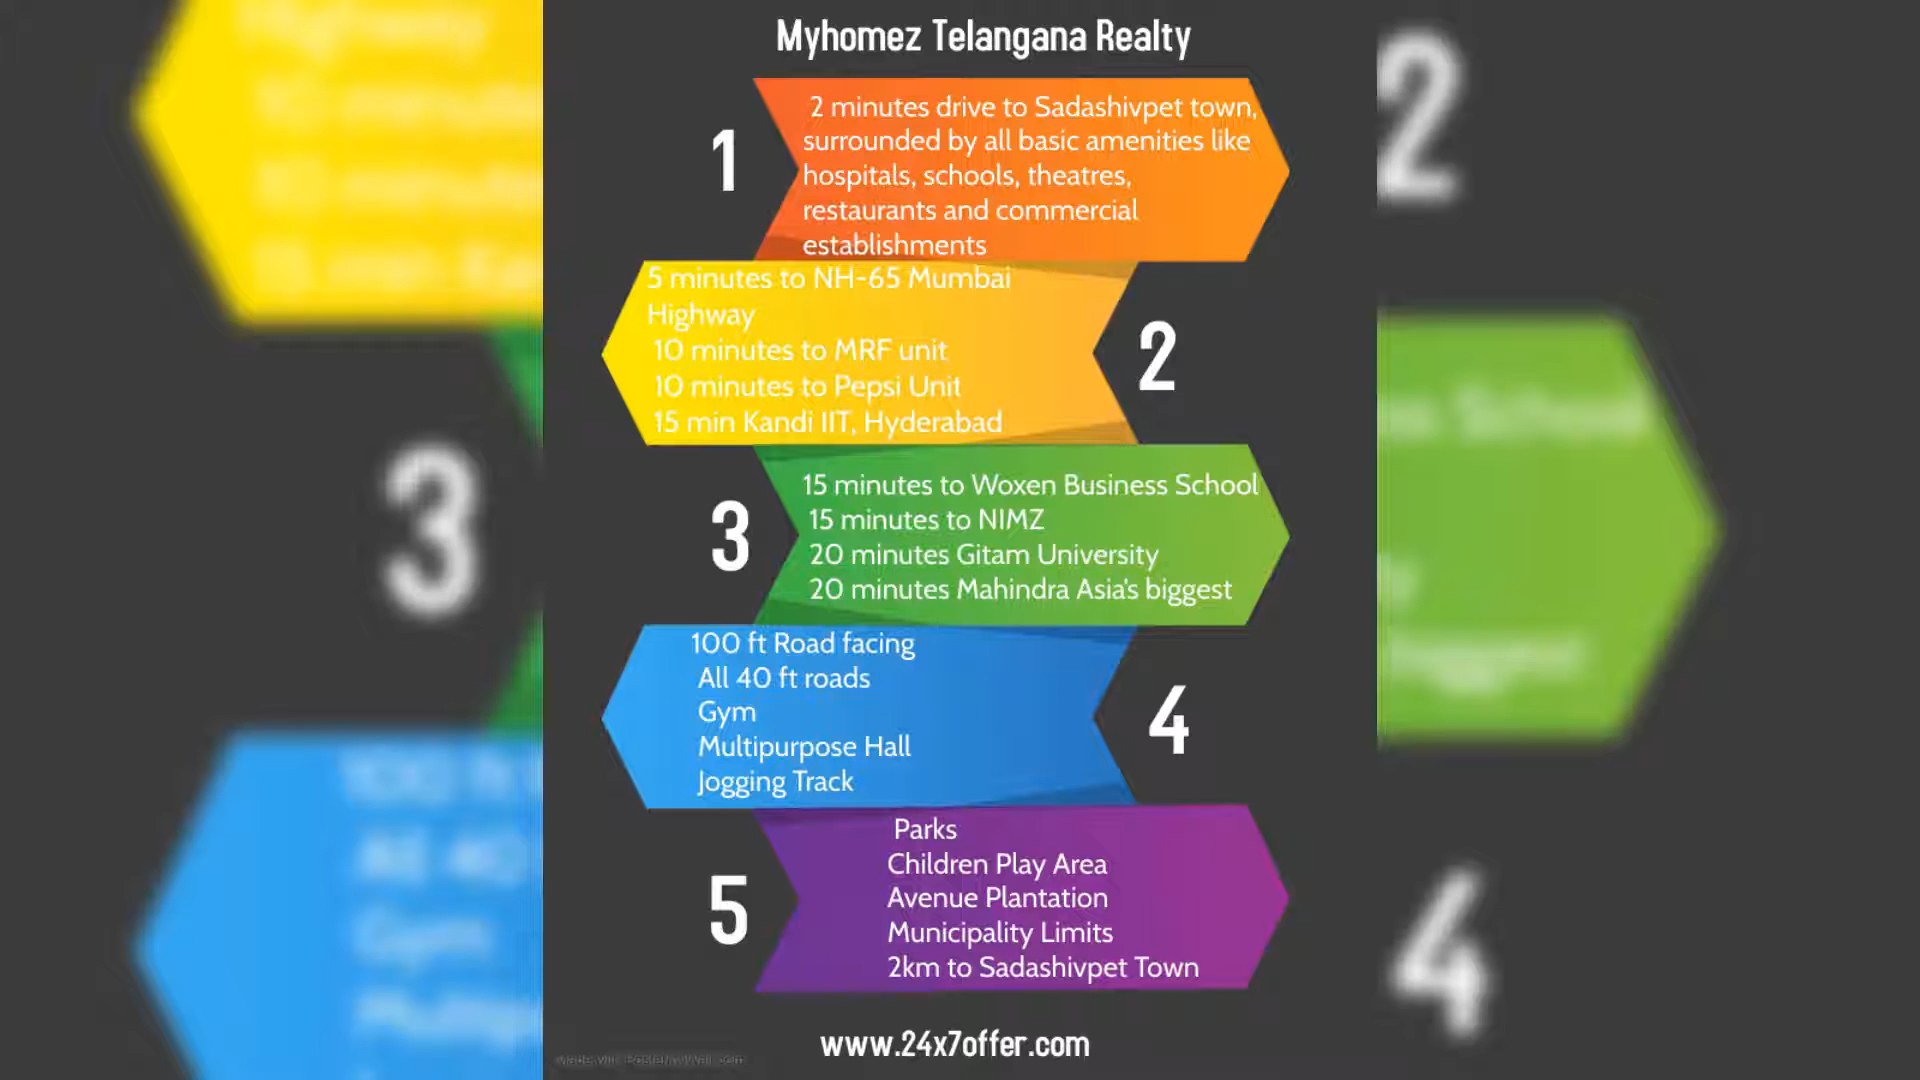 Myhomez Telangana Realty
1
2 minutes drive to Sadashivpet town,
surrounded by all basic amenities like
hospitals, schools, theatres,
restaurants and commercial
establishments
5 minutes to NH-65 Mumbai
Highway
10 minutes to MRF unit
10 minutes to Pepsi Unit
15 min Kandi IIT, Hyderabad
2
3
15 minutes to Woxen Business School
15 minutes to NIMZ
20 minutes Gitam University
20 minutes Mahindra Asia's biggest
100 ft Road facing
All 40 ft roads
Gym
Multipurpose Hall
Jogging Track
4
5
Parks
Children Play Area
Avenue Plantation
Municipality Limits
2km to Sadashivpet Town
www.24x7offer.com